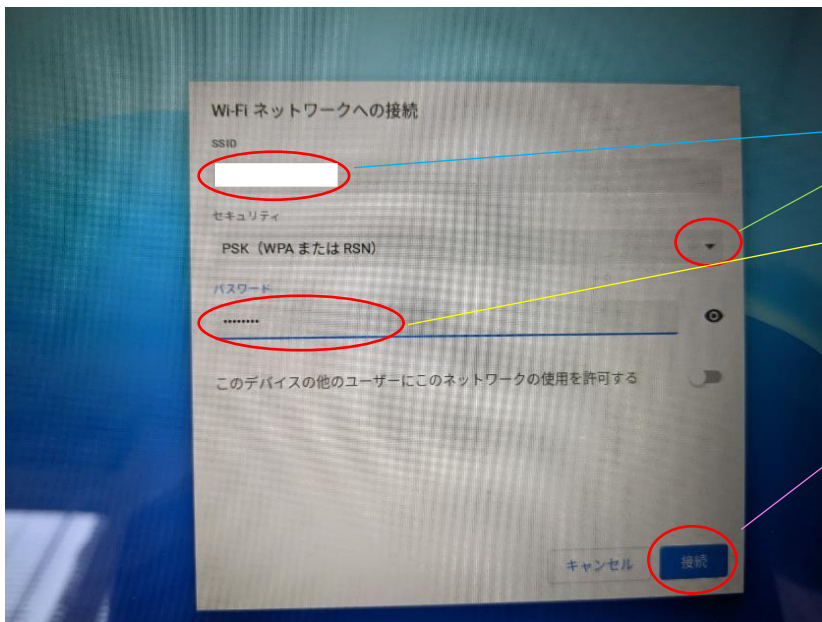 Wi-Fi ネットワークへの接続
SSID
セキュリティ
PSK（WPA または RSN）
パスワード
••••••••
このデバイスの他のユーザーにこのネットワークの使用を許可する
キャンセル
接続